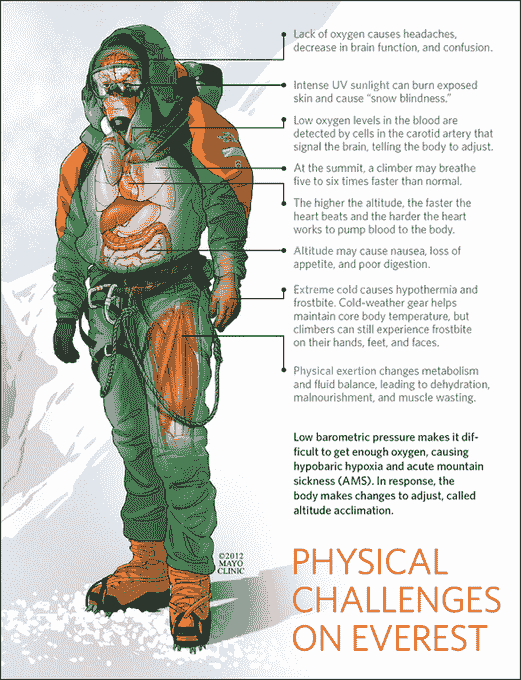 Lack of oxygen causes headaches,
decrease in brain function, and confusion.
Intense UV sunlight can burn exposed
skin and cause “snow blindness.”
Low oxygen levels in the blood are
detected by cells in the carotid artery that
signal the brain, telling the body to adjust.
At the summit, a climber may breathe
five to six times faster than normal.
The higher the altitude, the faster the
heart beats and the harder the heart
works to pump blood to the body.
Altitude may cause nausea, loss of
appetite, and poor digestion.
Extreme cold causes hypothermia and
frostbite. Cold-weather gear helps
maintain core body temperature, but
climbers can still experience frostbite
on their hands, feet, and faces.
Physical exertion changes metabolism
and fluid balance, leading to dehydration,
malnourishment, and muscle wasting.
Low barometric pressure makes it dif-
ficult to get enough oxygen, causing
hypobaric hypoxia and acute mountain
sickness (AMS). In response, the
body makes changes to adjust, called
altitude acclimation.
©2012
MAYO
CLINIC
PHYSICAL
CHALLENGES
ON EVEREST